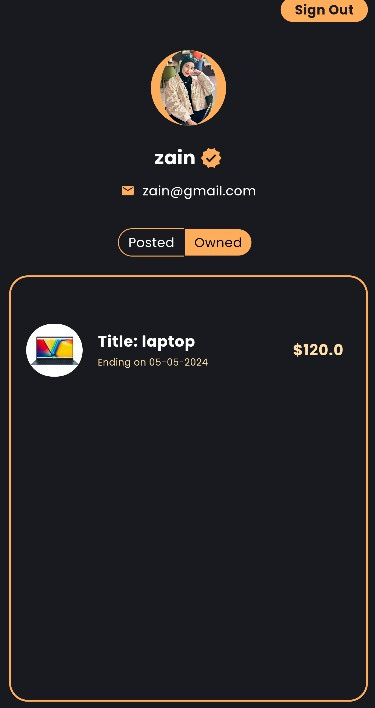 Sign Out
zain
zain@gmail.com
Posted Owned
Title: laptop
$120.0
Ending on 05-05-2024